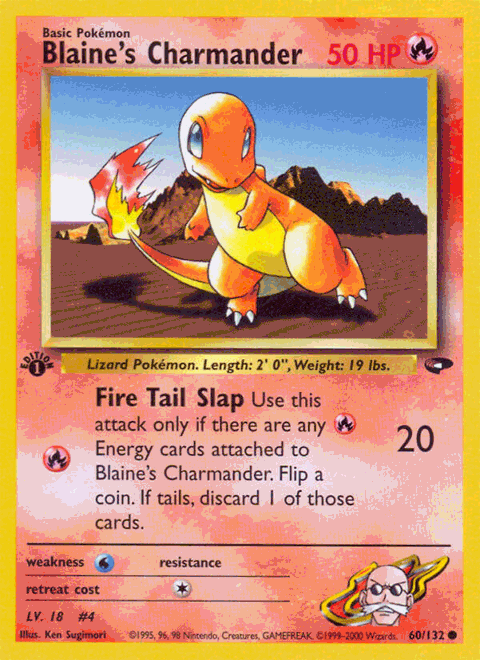 Basic Pokémon
Blaine's Charmander 50 HP
Lizard Pokémon. Length: 2' 0", Weight: 19 lbs.
EDITION
1
Fire Tail Slap Use this
attack only if there are any
Energy cards attached to
Blaine's Charmander. Flip a
coin. If tails, discard 1 of those
cards.
20
weakness resistance
retreat cost
LV. 18 #4
Illus. Ken Sugimori ©1995, 96, 98 Nintendo, Creatures, GAMEFREAK. ©1999-2000 Wizards. 60/132